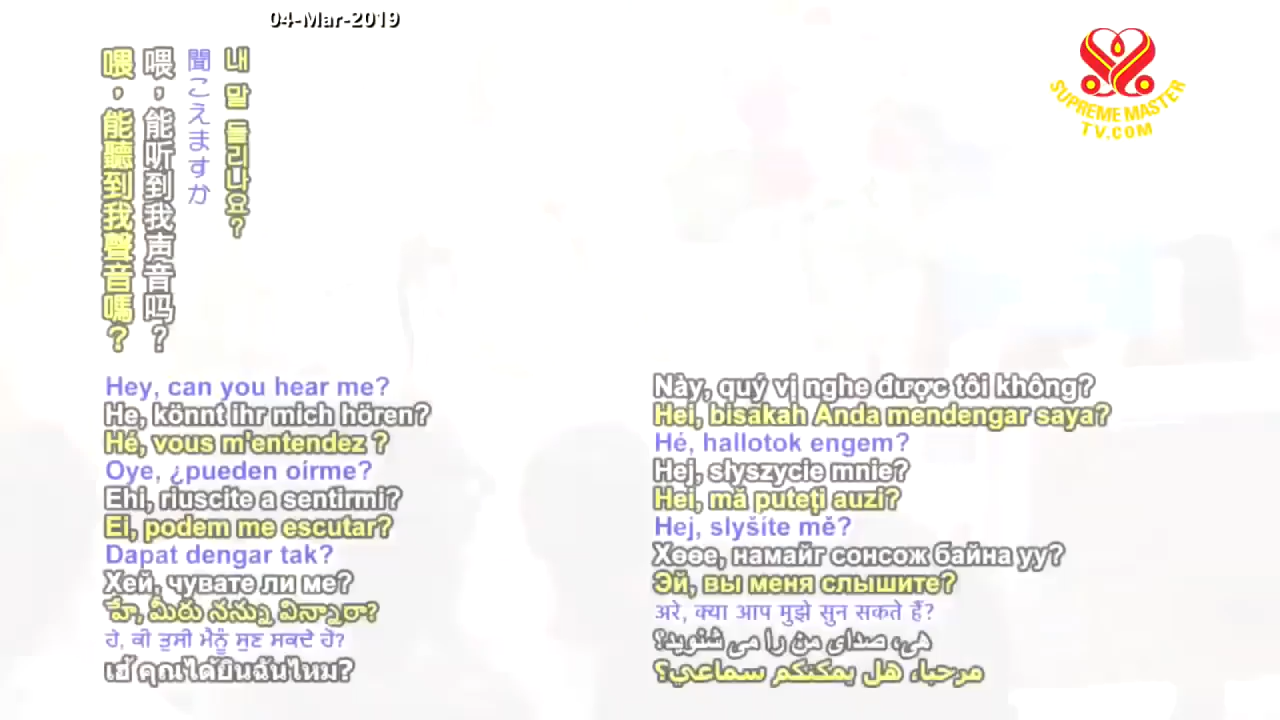 04-Mar-2019
SUPREME MASTER
TV.COM
喂，能聽到我聲音嗎？
喂，能听到我声音吗？
聞こえますか
내 말 들리나요?
Hey, can you hear me?
He, könnt ihr mich hören?
Hé, vous m'entendez ?
Oye, ¿pueden oírme?
Ehi, riuscite a sentirmi?
Ei, podem me escutar?
Dapat dengar tak?
Хей, чувате ли ме?
హే, మీరు నన్ను విన్నారా?
ਹੇ, ਕੀ ਤੁਸੀ ਮੈਨੂੰ ਸੁਣ ਸਕਦੇ ਹੋ?
เฮ้ คุณได้ยินฉันไหม?
Này, quý vị nghe được tôi không?
Hei, bisakah Anda mendengar saya?
Hé, hallotok engem?
Hej, słyszycie mnie?
Hei, mă puteți auzi?
Hej, slyšíte mě?
Хөөе, намайг сонсож байна уу?
Эй, вы меня слышите?
अरे, क्या आप मुझे सुन सकते हैं?
هی، صدای من را می شنوید؟
مرحبا، هل يمكنكم سماعي؟